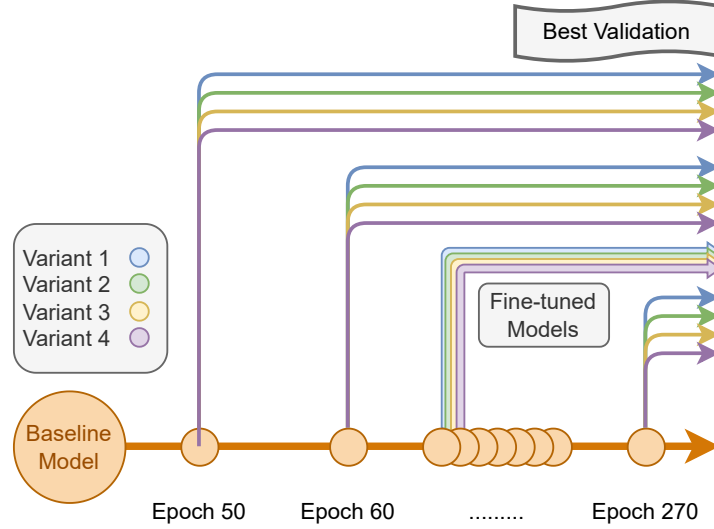 Best Validation
Variant 1
Variant 2
Variant 3
Variant 4
Fine-tuned
Models
Baseline
Model
Epoch 50
Epoch 60
.........
Epoch 270